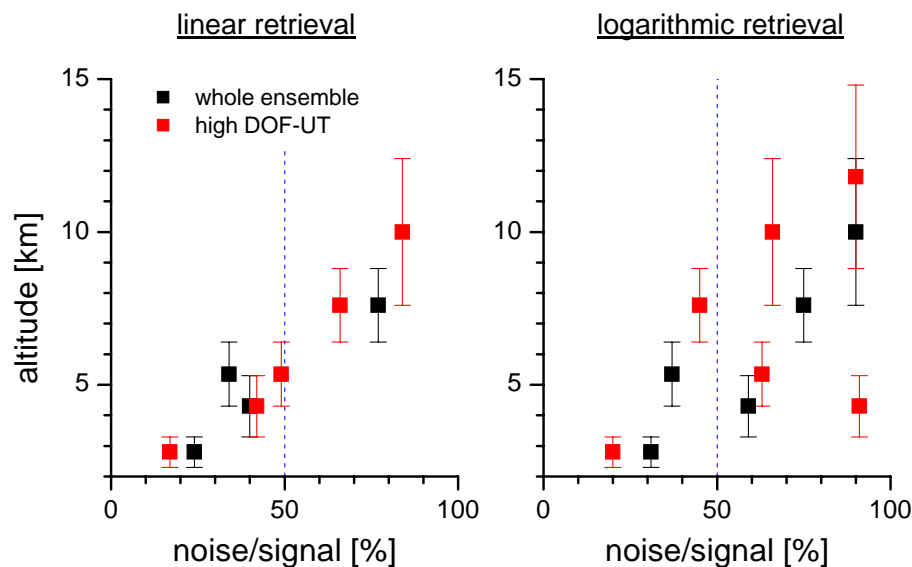 linear retrieval
logarithmic retrieval
15
10
5
altitude [km]
whole ensemble
high DOF-UT
0
50
100
noise/signal [%]
15
10
5
0
50
100
noise/signal [%]